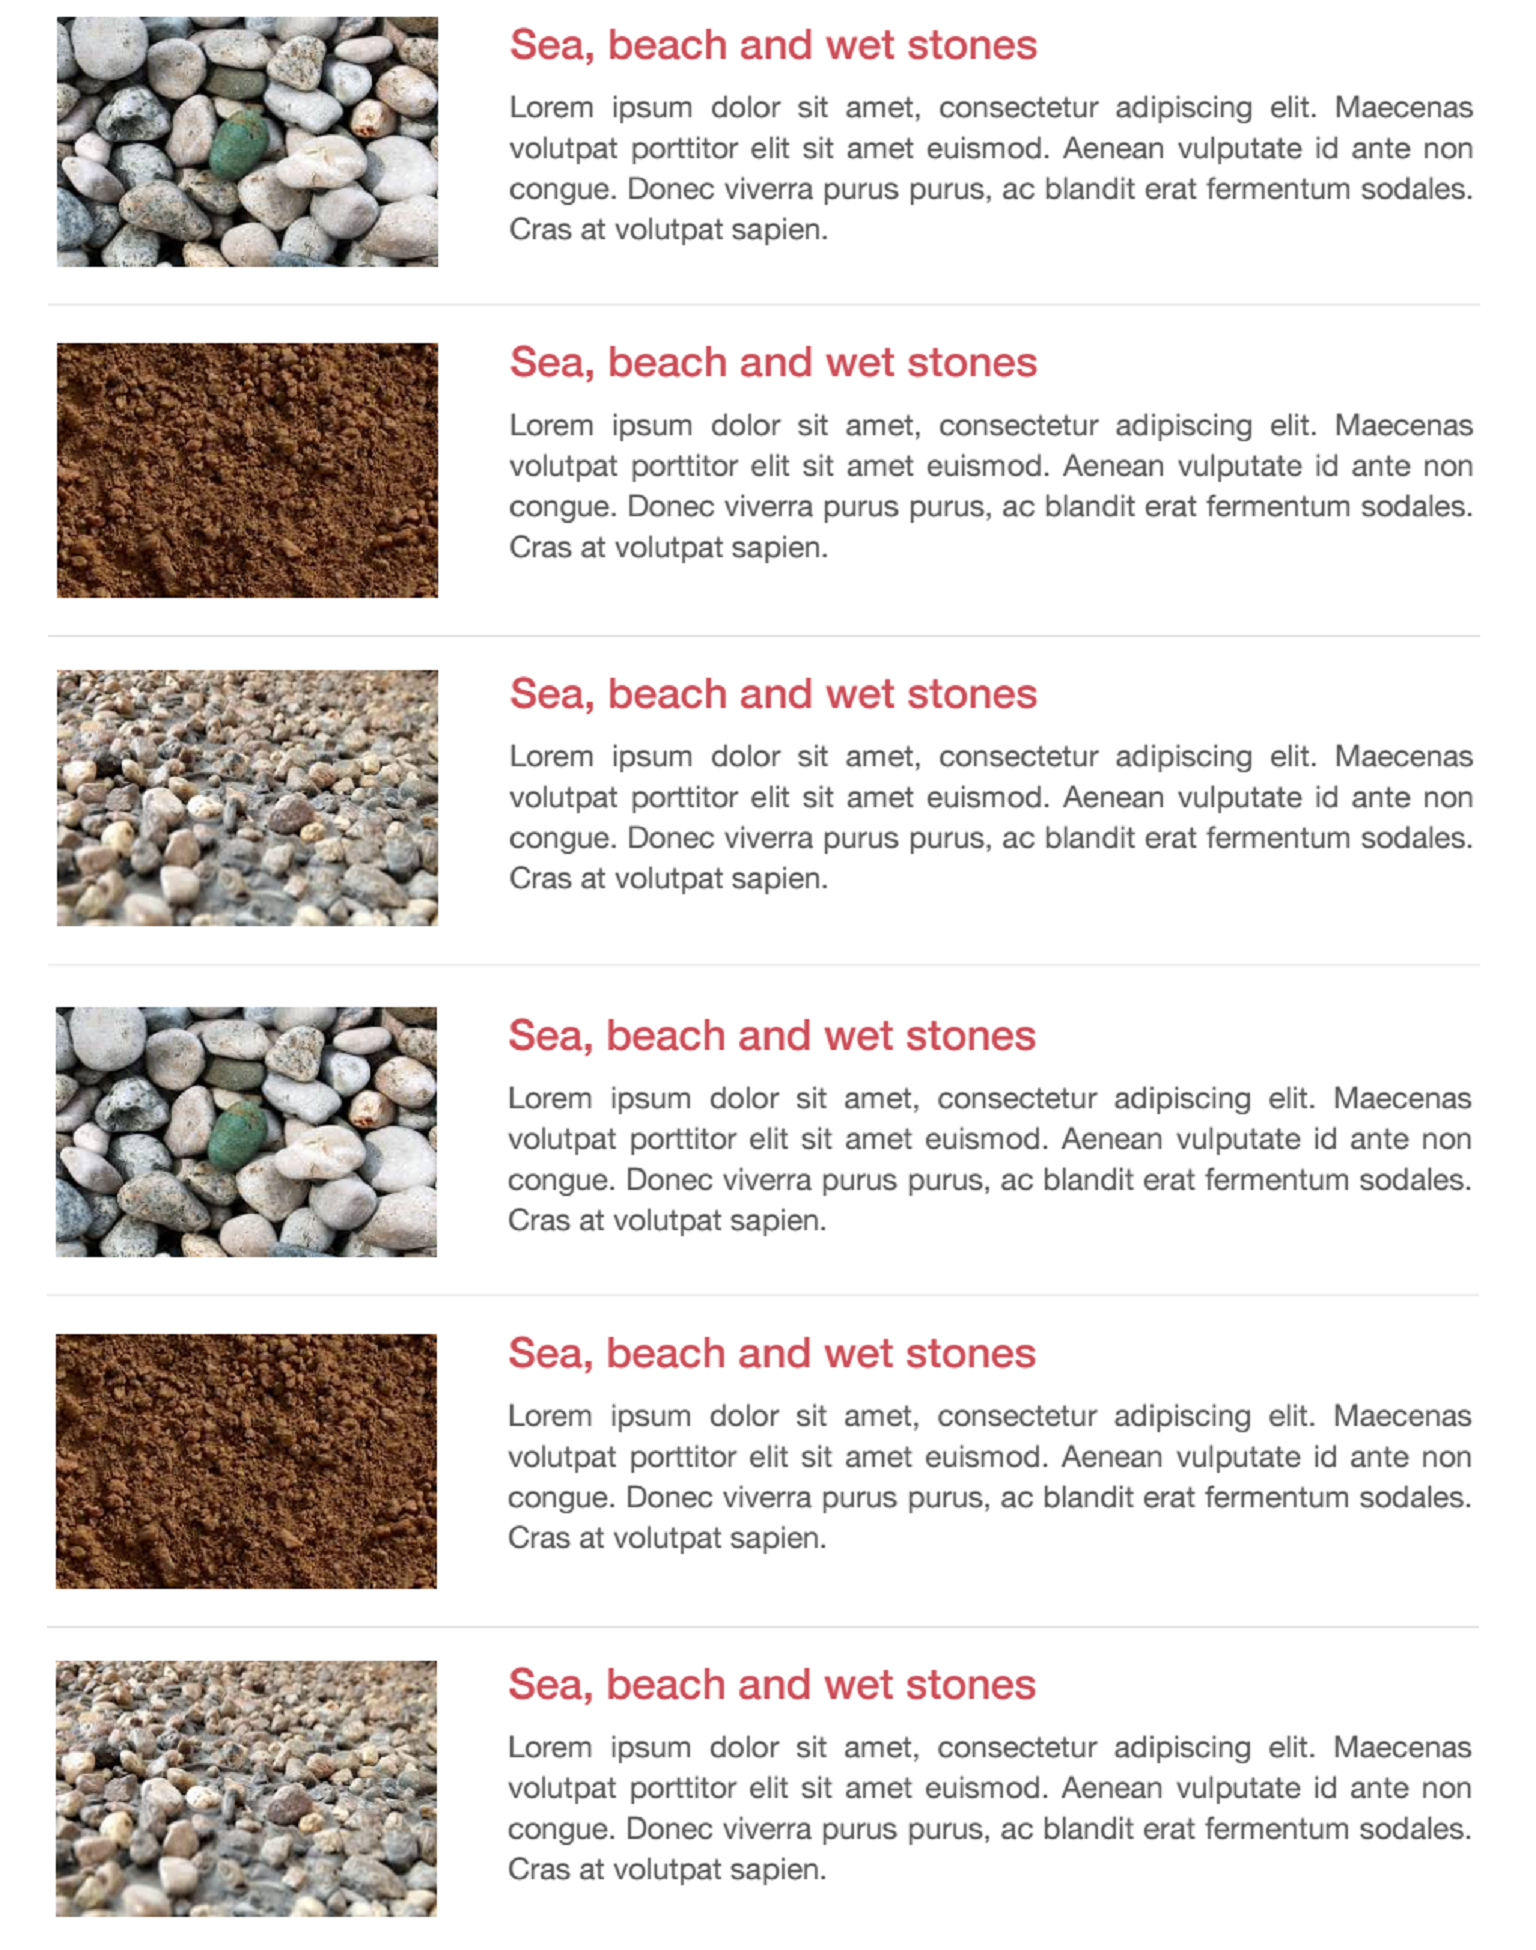 Sea, beach and wet stones
Lorem ipsum dolor sit amet, consectetur adipiscing elit. Maecenas
volutpat porttitor elit sit amet euismod. Aenean vulputate id ante non
congue. Donec viverra purus purus, ac blandit erat fermentum sodales.
Cras at volutpat sapien.
Sea, beach and wet stones
Lorem ipsum dolor sit amet, consectetur adipiscing elit. Maecenas
volutpat porttitor elit sit amet euismod. Aenean vulputate id ante non
congue. Donec viverra purus purus, ac blandit erat fermentum sodales.
Cras at volutpat sapien.
Sea, beach and wet stones
Lorem ipsum dolor sit amet, consectetur adipiscing elit. Maecenas
volutpat porttitor elit sit amet euismod. Aenean vulputate id ante non
congue. Donec viverra purus purus, ac blandit erat fermentum sodales.
Cras at volutpat sapien.
Sea, beach and wet stones
Lorem ipsum dolor sit amet, consectetur adipiscing elit. Maecenas
volutpat porttitor elit sit amet euismod. Aenean vulputate id ante non
congue. Donec viverra purus purus, ac blandit erat fermentum sodales.
Cras at volutpat sapien.
Sea, beach and wet stones
Lorem ipsum dolor sit amet, consectetur adipiscing elit. Maecenas
volutpat porttitor elit sit amet euismod. Aenean vulputate id ante non
congue. Donec viverra purus purus, ac blandit erat fermentum sodales.
Cras at volutpat sapien.
Sea, beach and wet stones
Lorem ipsum dolor sit amet, consectetur adipiscing elit. Maecenas
volutpat porttitor elit sit amet euismod. Aenean vulputate id ante non
congue. Donec viverra purus purus, ac blandit erat fermentum sodales.
Cras at volutpat sapien.